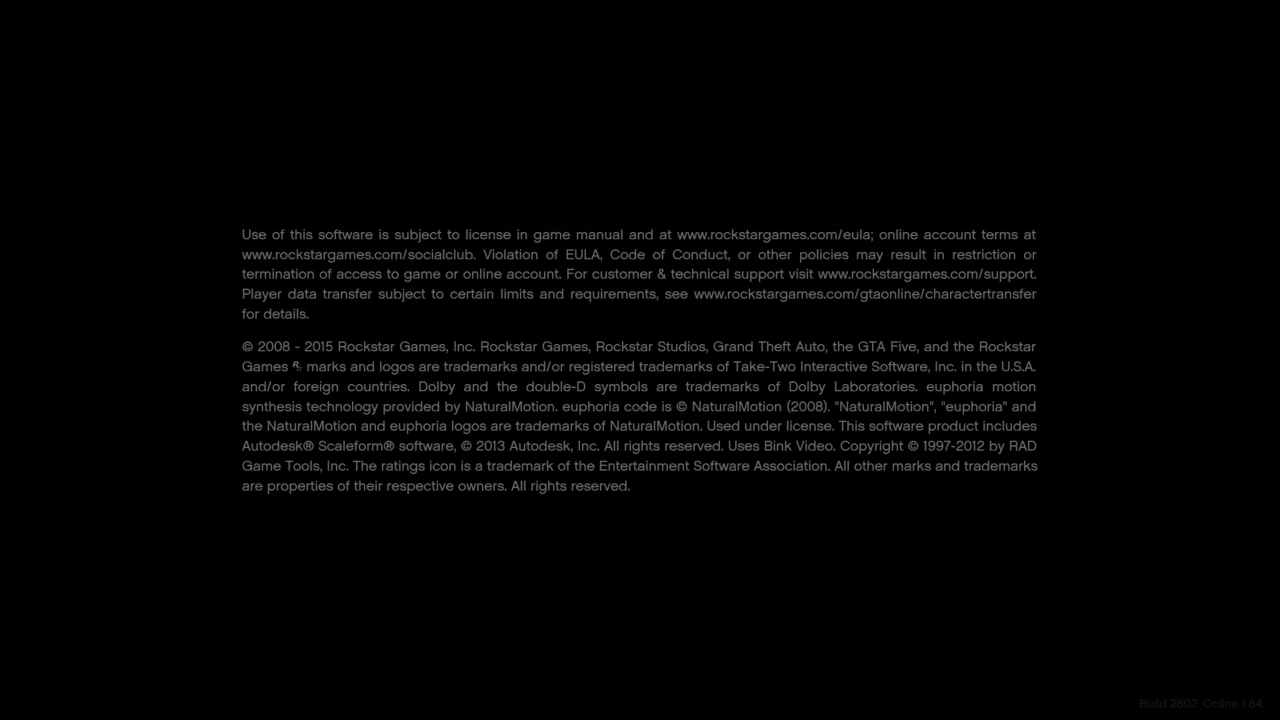 Use of this software is subject to license in game manual and at www.rockstargames.com/eula; online account terms at
www.rockstargames.com/socialclub. Violation of EULA, Code of Conduct, or other policies may result in restriction or
termination of access to game or online account. For customer & technical support visit www.rockstargames.com/support.
Player data transfer subject to certain limits and requirements, see www.rockstargames.com/gtaonline/charactertransfer
for details.
© 2008 - 2015 Rockstar Games, Inc. Rockstar Games, Rockstar Studios, Grand Theft Auto, the GTA Five, and the Rockstar
Games R* marks and logos are trademarks and/or registered trademarks of Take-Two Interactive Software, Inc. in the U.S.A.
and/or foreign countries. Dolby and the double-D symbols are trademarks of Dolby Laboratories. euphoria motion
synthesis technology provided by NaturalMotion. euphoria code is © NaturalMotion (2008). "NaturalMotion", "euphoria" and
the NaturalMotion and euphoria logos are trademarks of NaturalMotion. Used under license. This software product includes
Autodesk® Scaleform® software, © 2013 Autodesk, Inc. All rights reserved. Uses Bink Video. Copyright © 1997-2012 by RAD
Game Tools, Inc. The ratings icon is a trademark of the Entertainment Software Association. All other marks and trademarks
are properties of their respective owners. All rights reserved.
Build 2802, Online 1.64